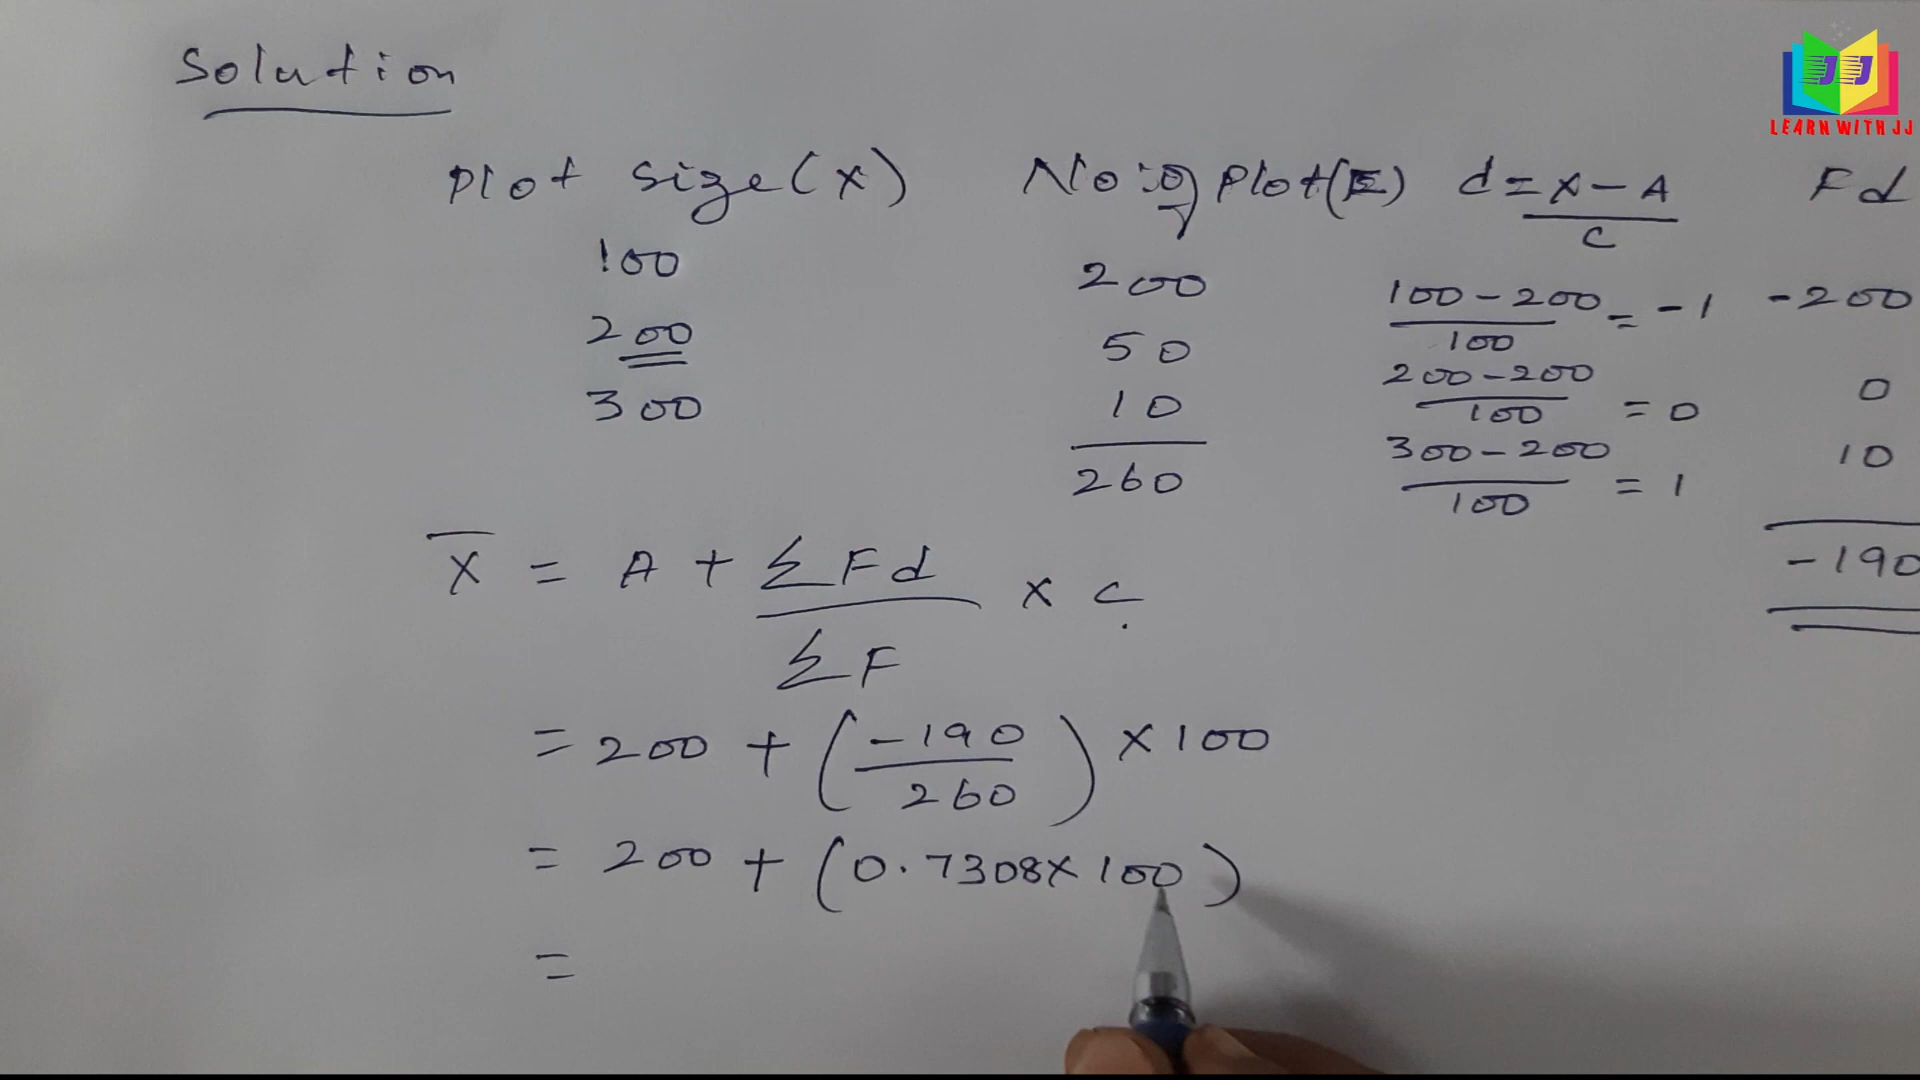 Solution
JJ
LEARN WITH JJ
Plot size (x) No: of Plot (F) d = x - A / C Fd
100 200 100 - 200 / 100 = -1 -200
200 50 200 - 200 / 100 = 0 0
300 10 300 - 200 / 100 = 1 10
260 -190
X̅ = A + ΣFd / ΣF × C
= 200 + (-190 / 260) × 100
= 200 + (0.7308 × 100)
=